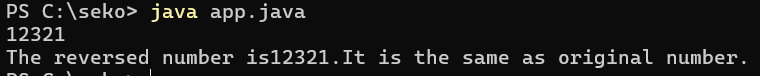 PS C:\seko> java app.java
12321
The reversed number is12321.It is the same as original number.